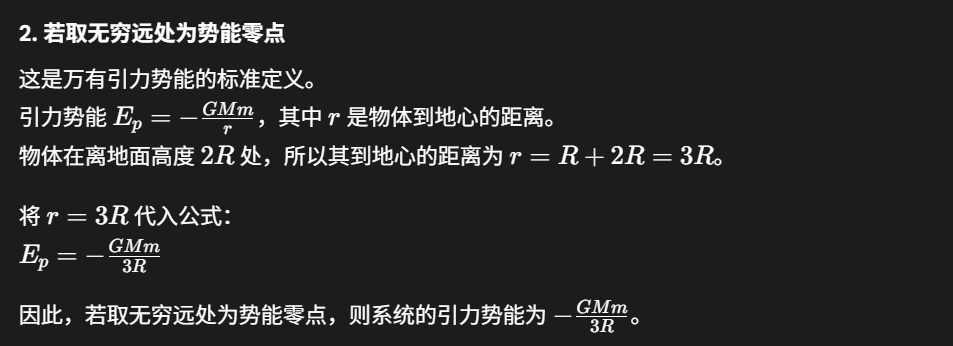 2. 若取无穷远处为势能零点
这是万有引力势能的标准定义。
引力势能 $E_p = -\frac{GMm}{r}$，其中 $r$ 是物体到地心的距离。
物体在离地面高度 $2R$ 处，所以其到地心的距离为 $r = R + 2R = 3R$。
将 $r = 3R$ 代入公式：
$E_p = -\frac{GMm}{3R}$
因此，若取无穷远处为势能零点，则系统的引力势能为 $-\frac{GMm}{3R}$。